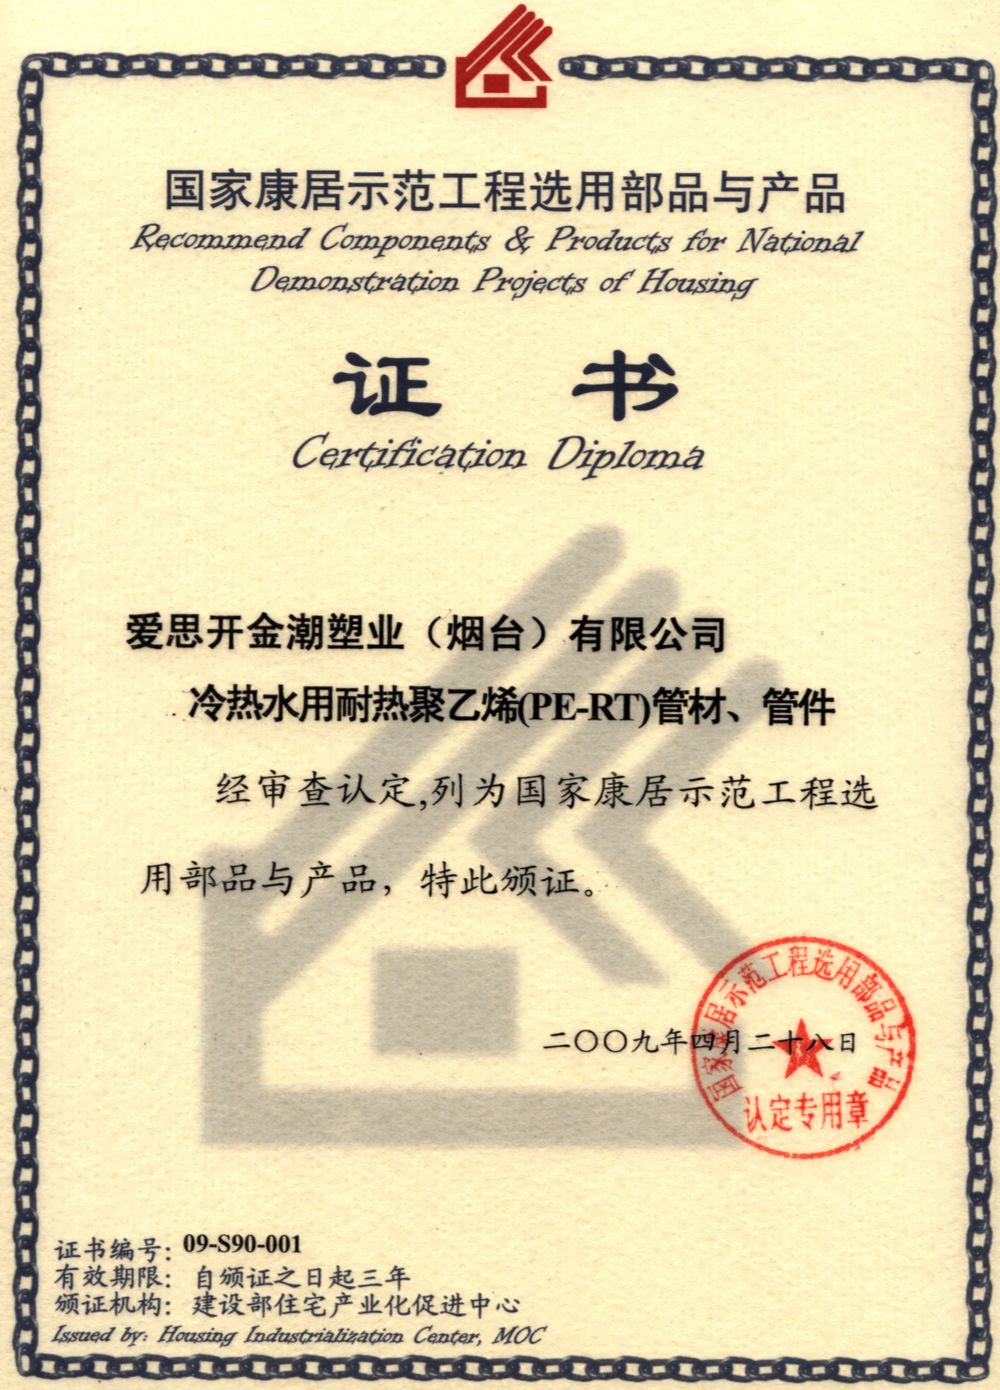 国家康居示范工程选用部品与产品
Recommend Components & Products for National
Demonstration Projects of Housing
证 书
Certification Diploma
爱思开金潮塑业（烟台）有限公司
冷热水用耐热聚乙烯(PE-RT)管材、管件
经审查认定,列为国家康居示范工程选
用部品与产品，特此颁证。
国家康居示范工程选用部品与产品
二〇〇九年四月二十八日
认定专用章
证书编号：09-S90-001
有效期限：自颁证之日起三年
颁证机构：建设部住宅产业化促进中心
Issued by: Housing Industrialization Center, MOC